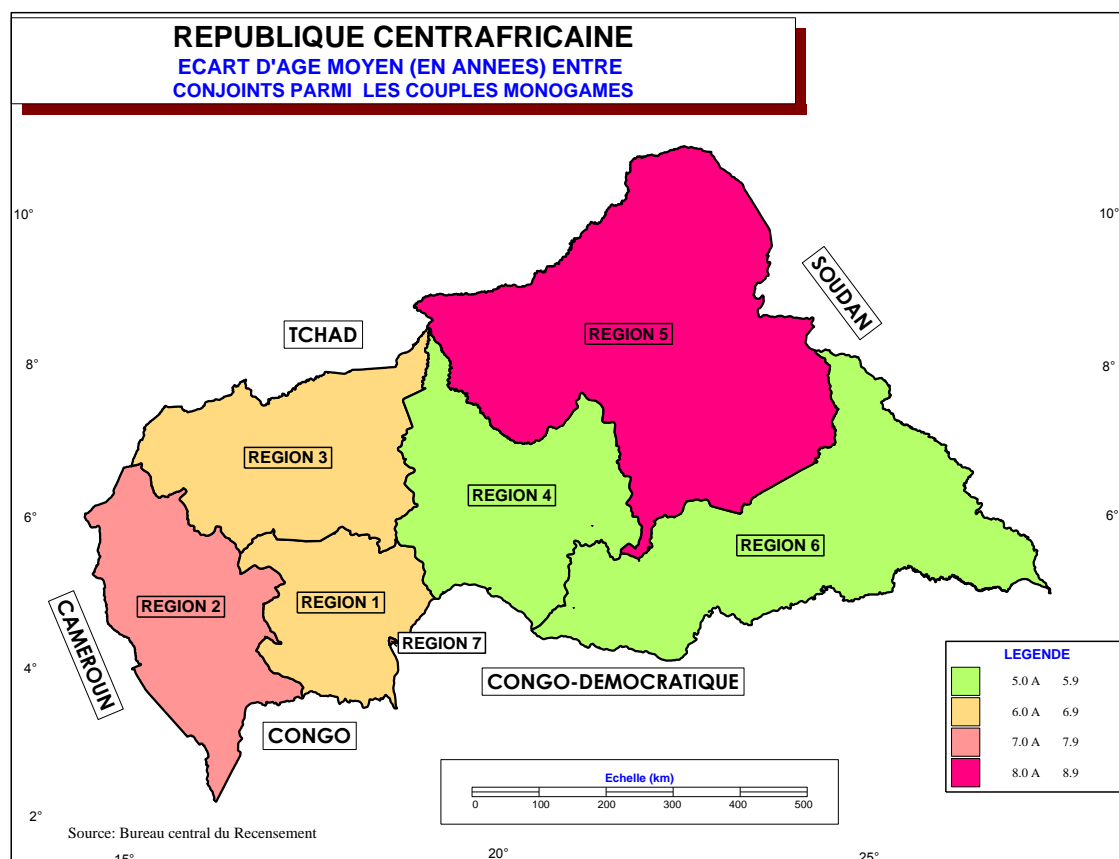 REPUBLIQUE CENTRAFRICAINE
ECART D'AGE MOYEN (EN ANNEES) ENTRE
CONJOINTS PARMI LES COUPLES MONOGAMES
10°
10°
SOUDAN
TCHAD
REGION 5
8°
8°
REGION 3
REGION 4
6°
6°
REGION 6
REGION 2
REGION 1
CAMEROUN
REGION 7
4°
CONGO-DEMOCRATIQUE
CONGO
LEGENDE
5.0 A 5.9
6.0 A 6.9
7.0 A 7.9
8.0 A 8.9
Echelle (km)
0 100 200 300 400 500
2°
Source: Bureau central du Recensement
15° 20° 25°